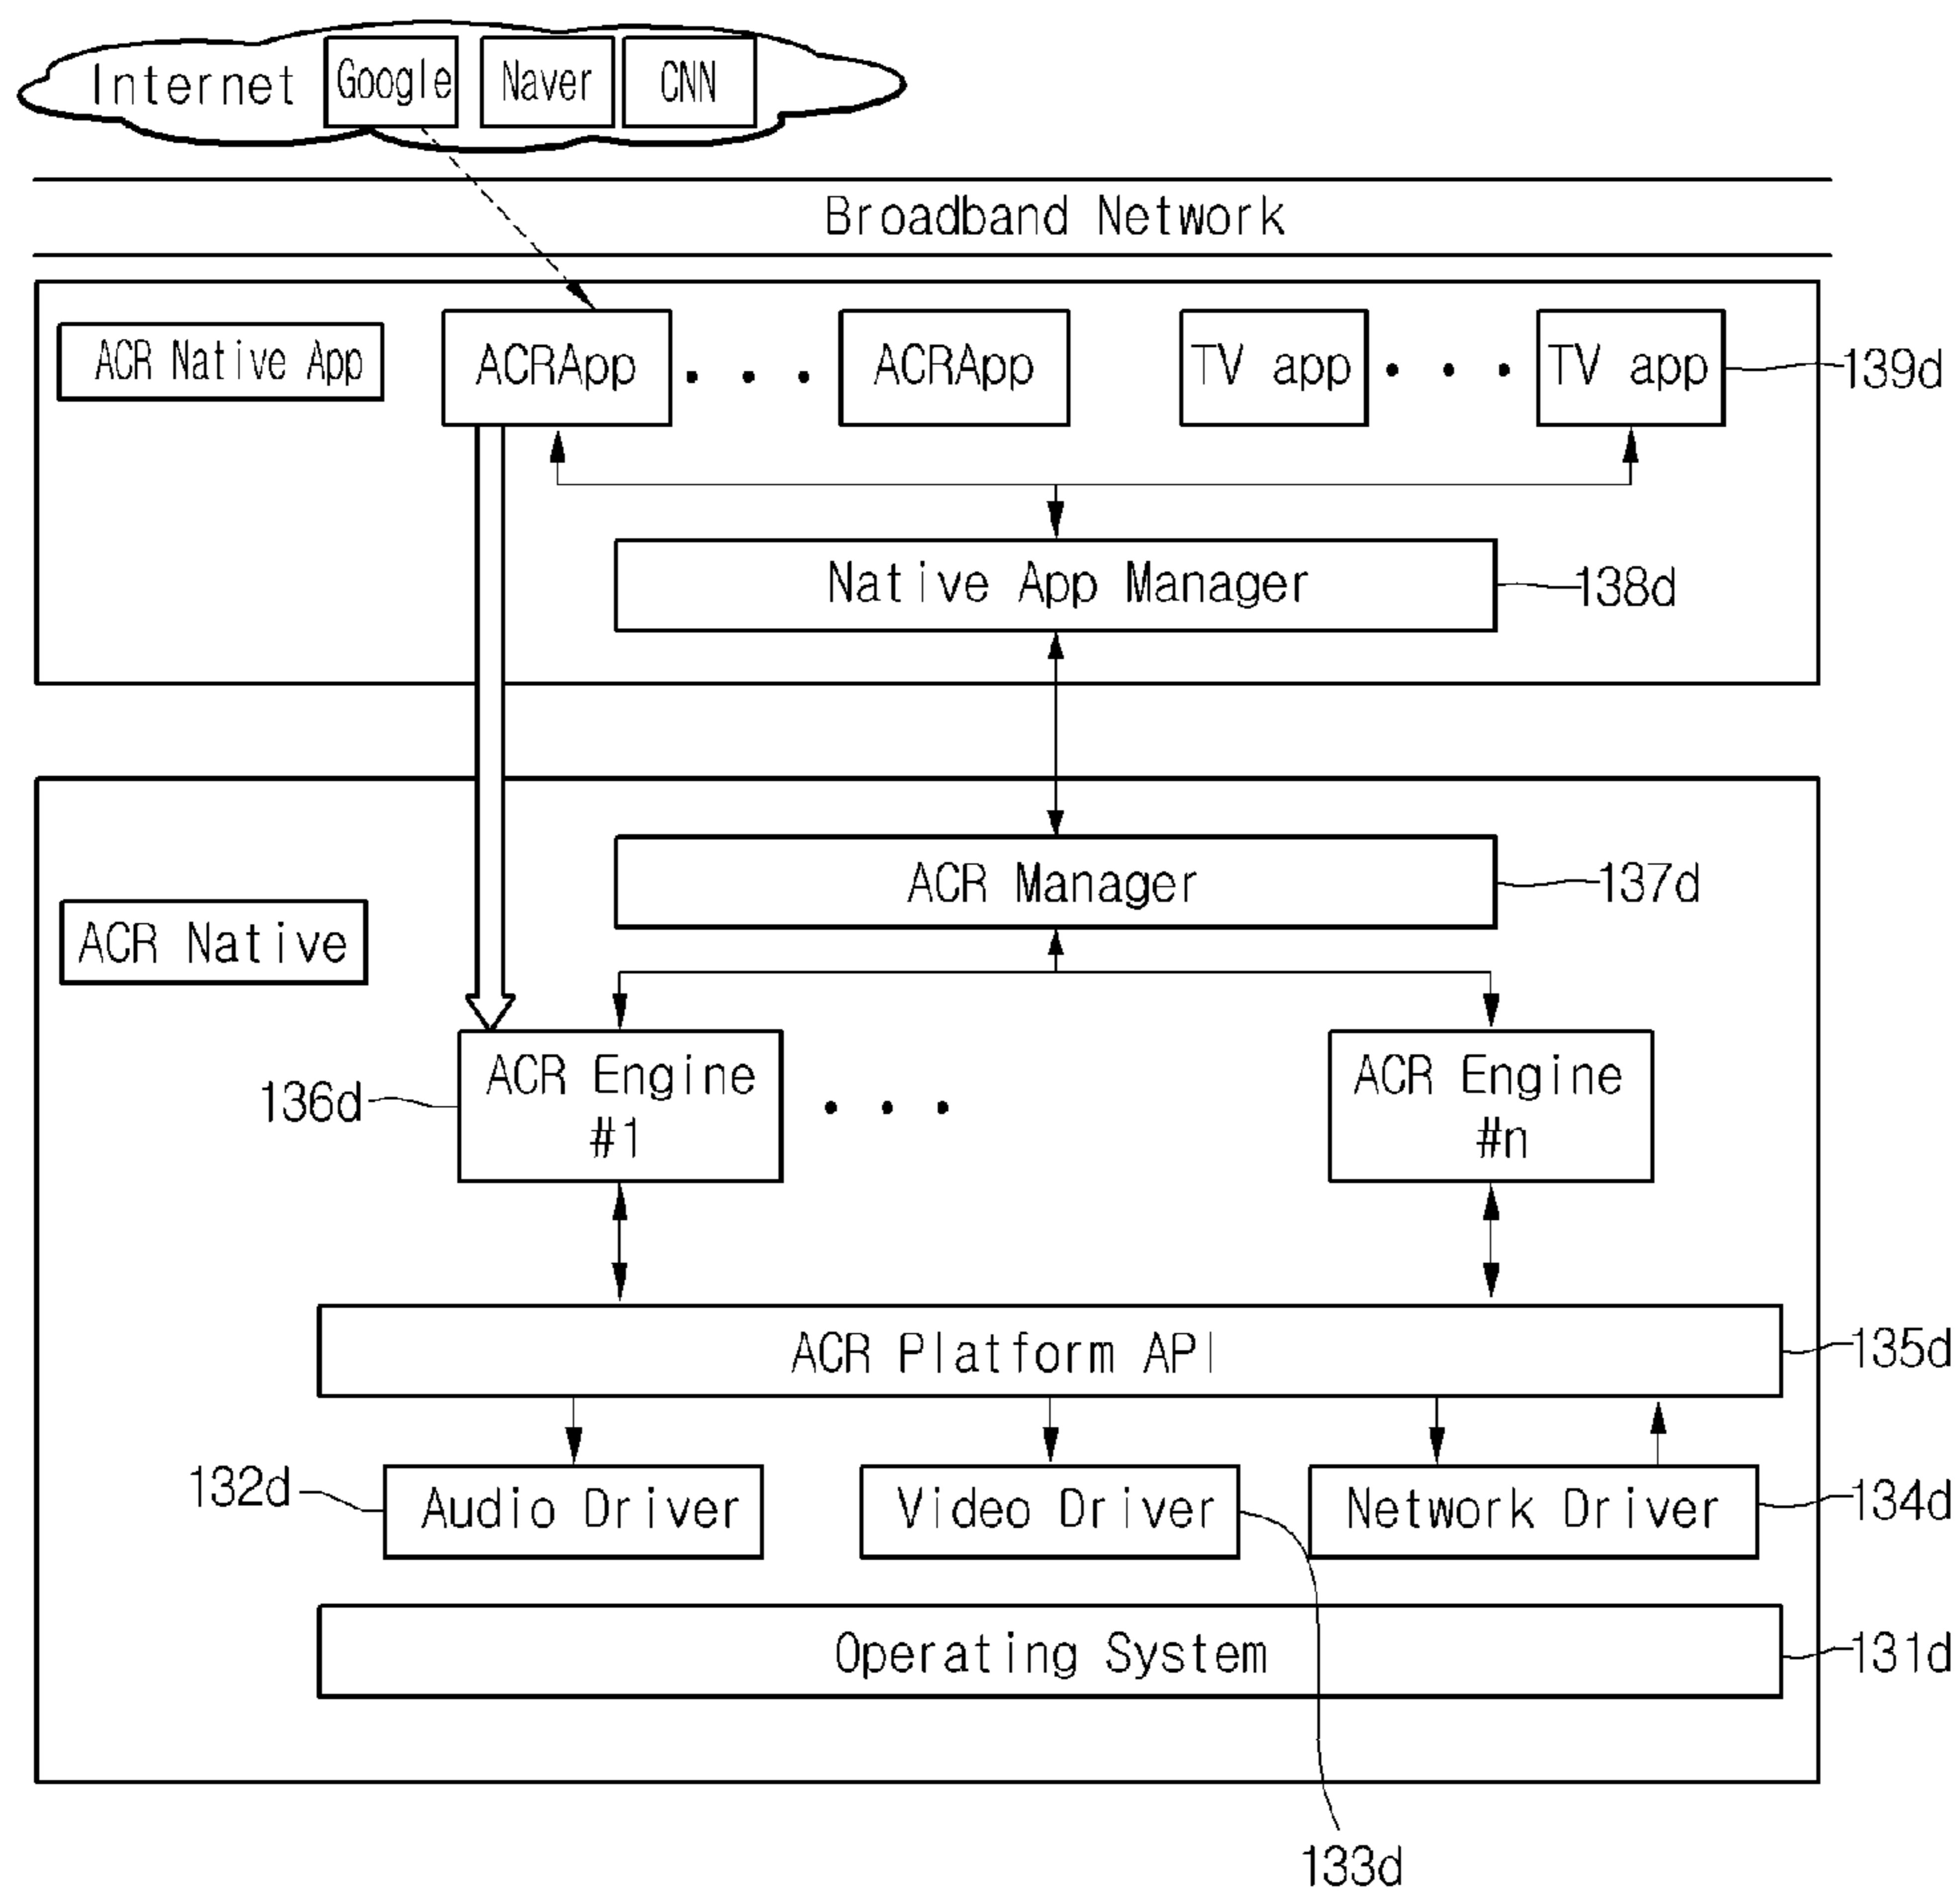 Internet Google Naver CNN
Broadband Network
ACR Native App
ACRApp
ACRApp
TV app
TV app
139d
Native App Manager
138d
ACR Manager
137d
ACR Native
ACR Engine
#1
136d
ACR Engine
#n
ACR Platform API
135d
132d
Audio Driver
Video Driver
Network Driver
134d
Operating System
131d
133d